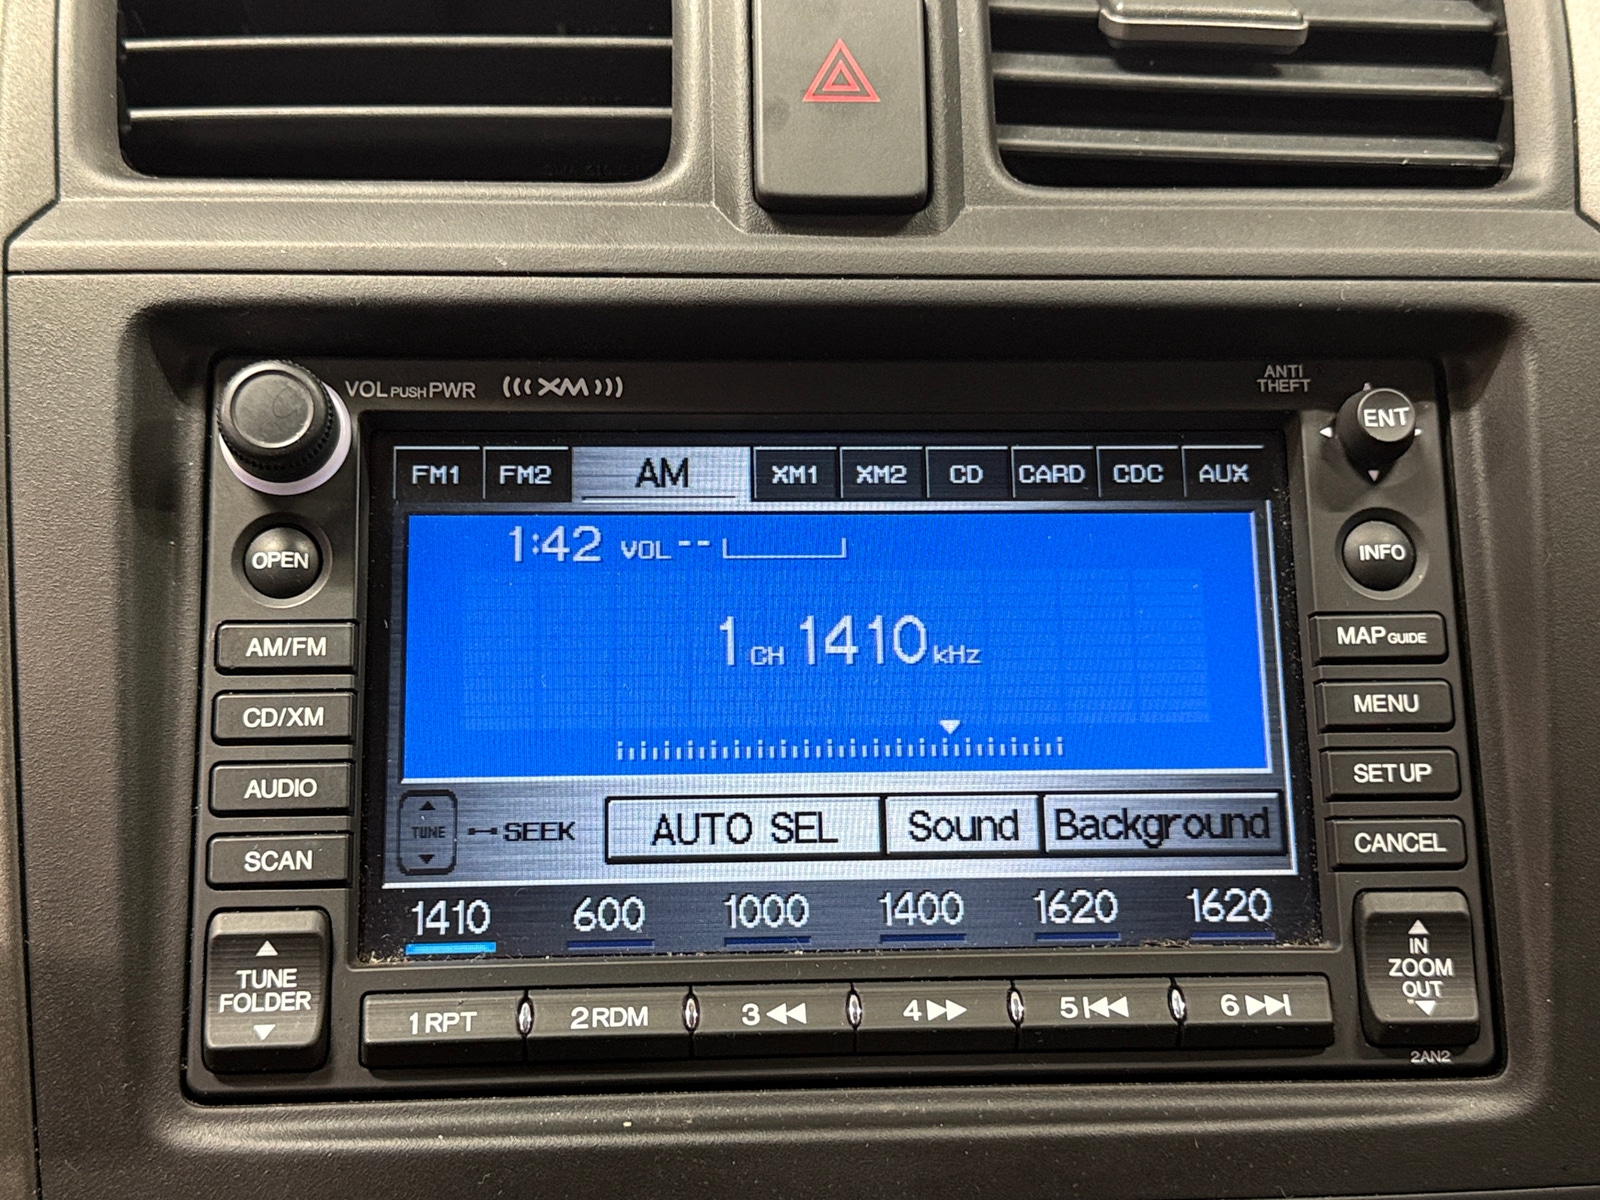 VOL PUSH PWR
(((XM)))
ANTI
THEFT
ENT
FM1 FM2 AM XM1 XM2 CD CARD CDC AUX
1:42 VOL--
OPEN
INFO
1 CH 1410 kHz
AM/FM
MAP GUIDE
CD/XM
MENU
AUDIO
SETUP
TUNE SEEK AUTO SEL Sound Background
SCAN
CANCEL
1410 600 1000 1400 1620 1620
TUNE
FOLDER
IN
ZOOM
OUT
1 RPT 2 RDM 3 4 5 6
2AN2